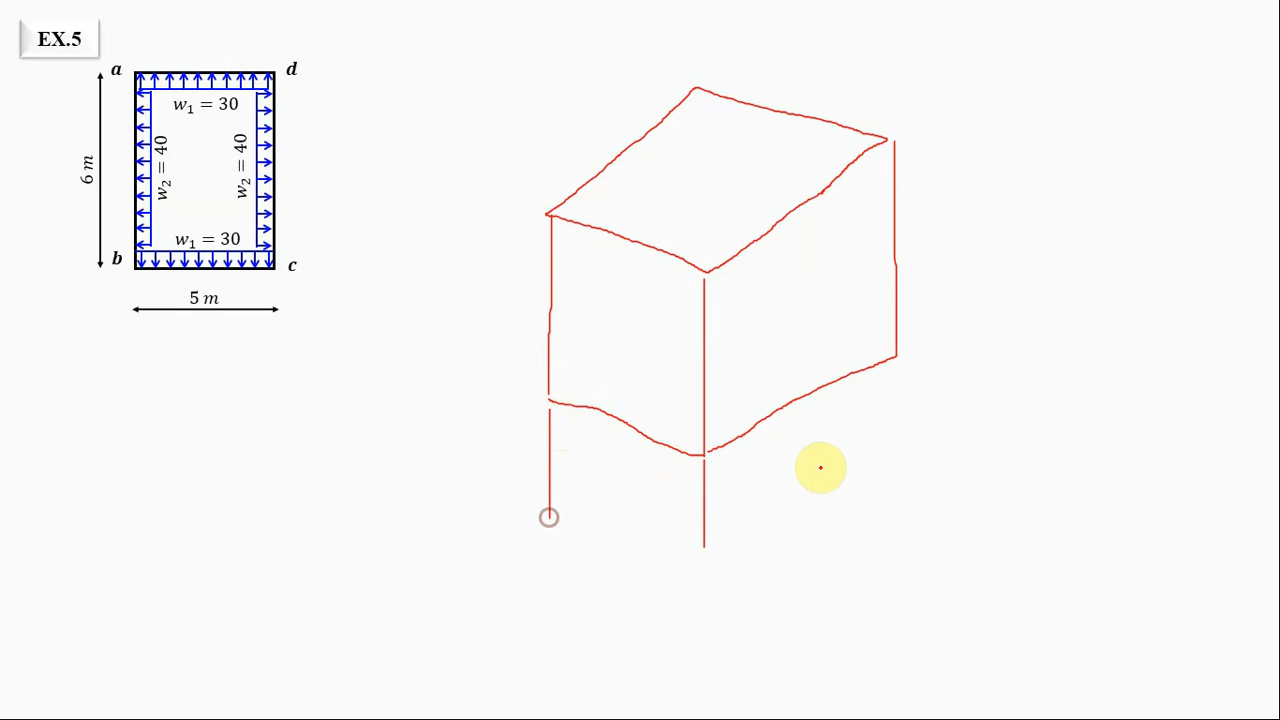 EX.5
a
d
w₁ = 30
6 m
w₂ = 40
w₂ = 40
w₁ = 30
b
c
5 m